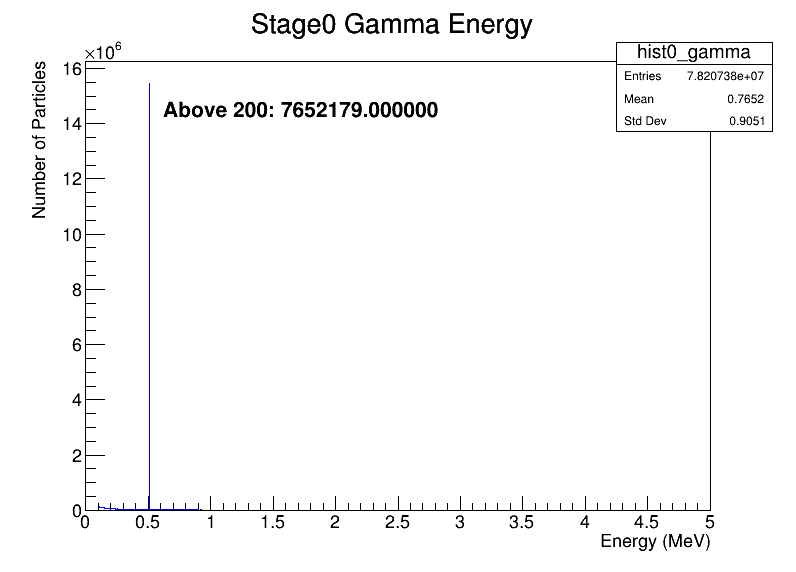 Stage0 Gamma Energy
×10⁶
hist0_gamma
Entries 7.820738e+07
Mean 0.7652
Std Dev 0.9051
Above 200: 7652179.000000
Number of Particles
16
14
12
10
8
6
4
2
0
0 0.5 1 1.5 2 2.5 3 3.5 4 4.5 5
Energy (MeV)